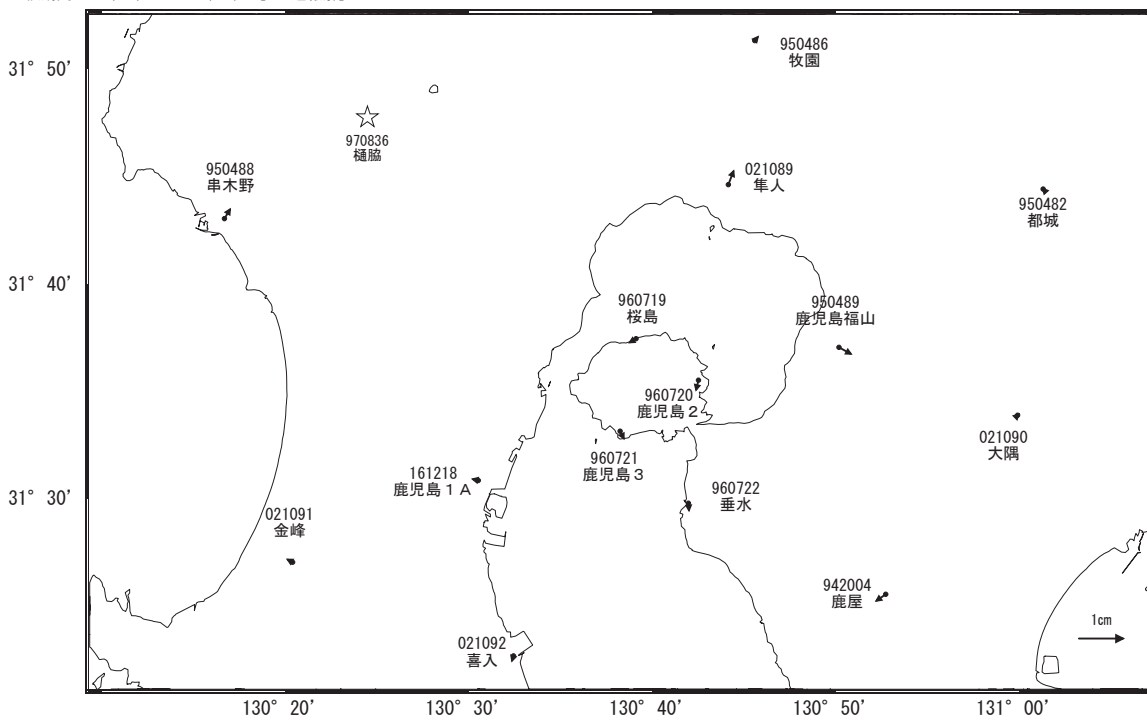 950486
牧園
31° 50'
970836
樋脇
950488
串木野
021089
隼人
950482
都城
31° 40'
960719
桜島
950489
鹿児島福山
960720
鹿児島２
021090
大隅
960721
鹿児島３
161218
鹿児島１Ａ
31° 30'
960722
垂水
021091
金峰
942004
鹿屋
1cm
021092
喜入
130° 20'
130° 30'
130° 40'
130° 50'
131° 00'